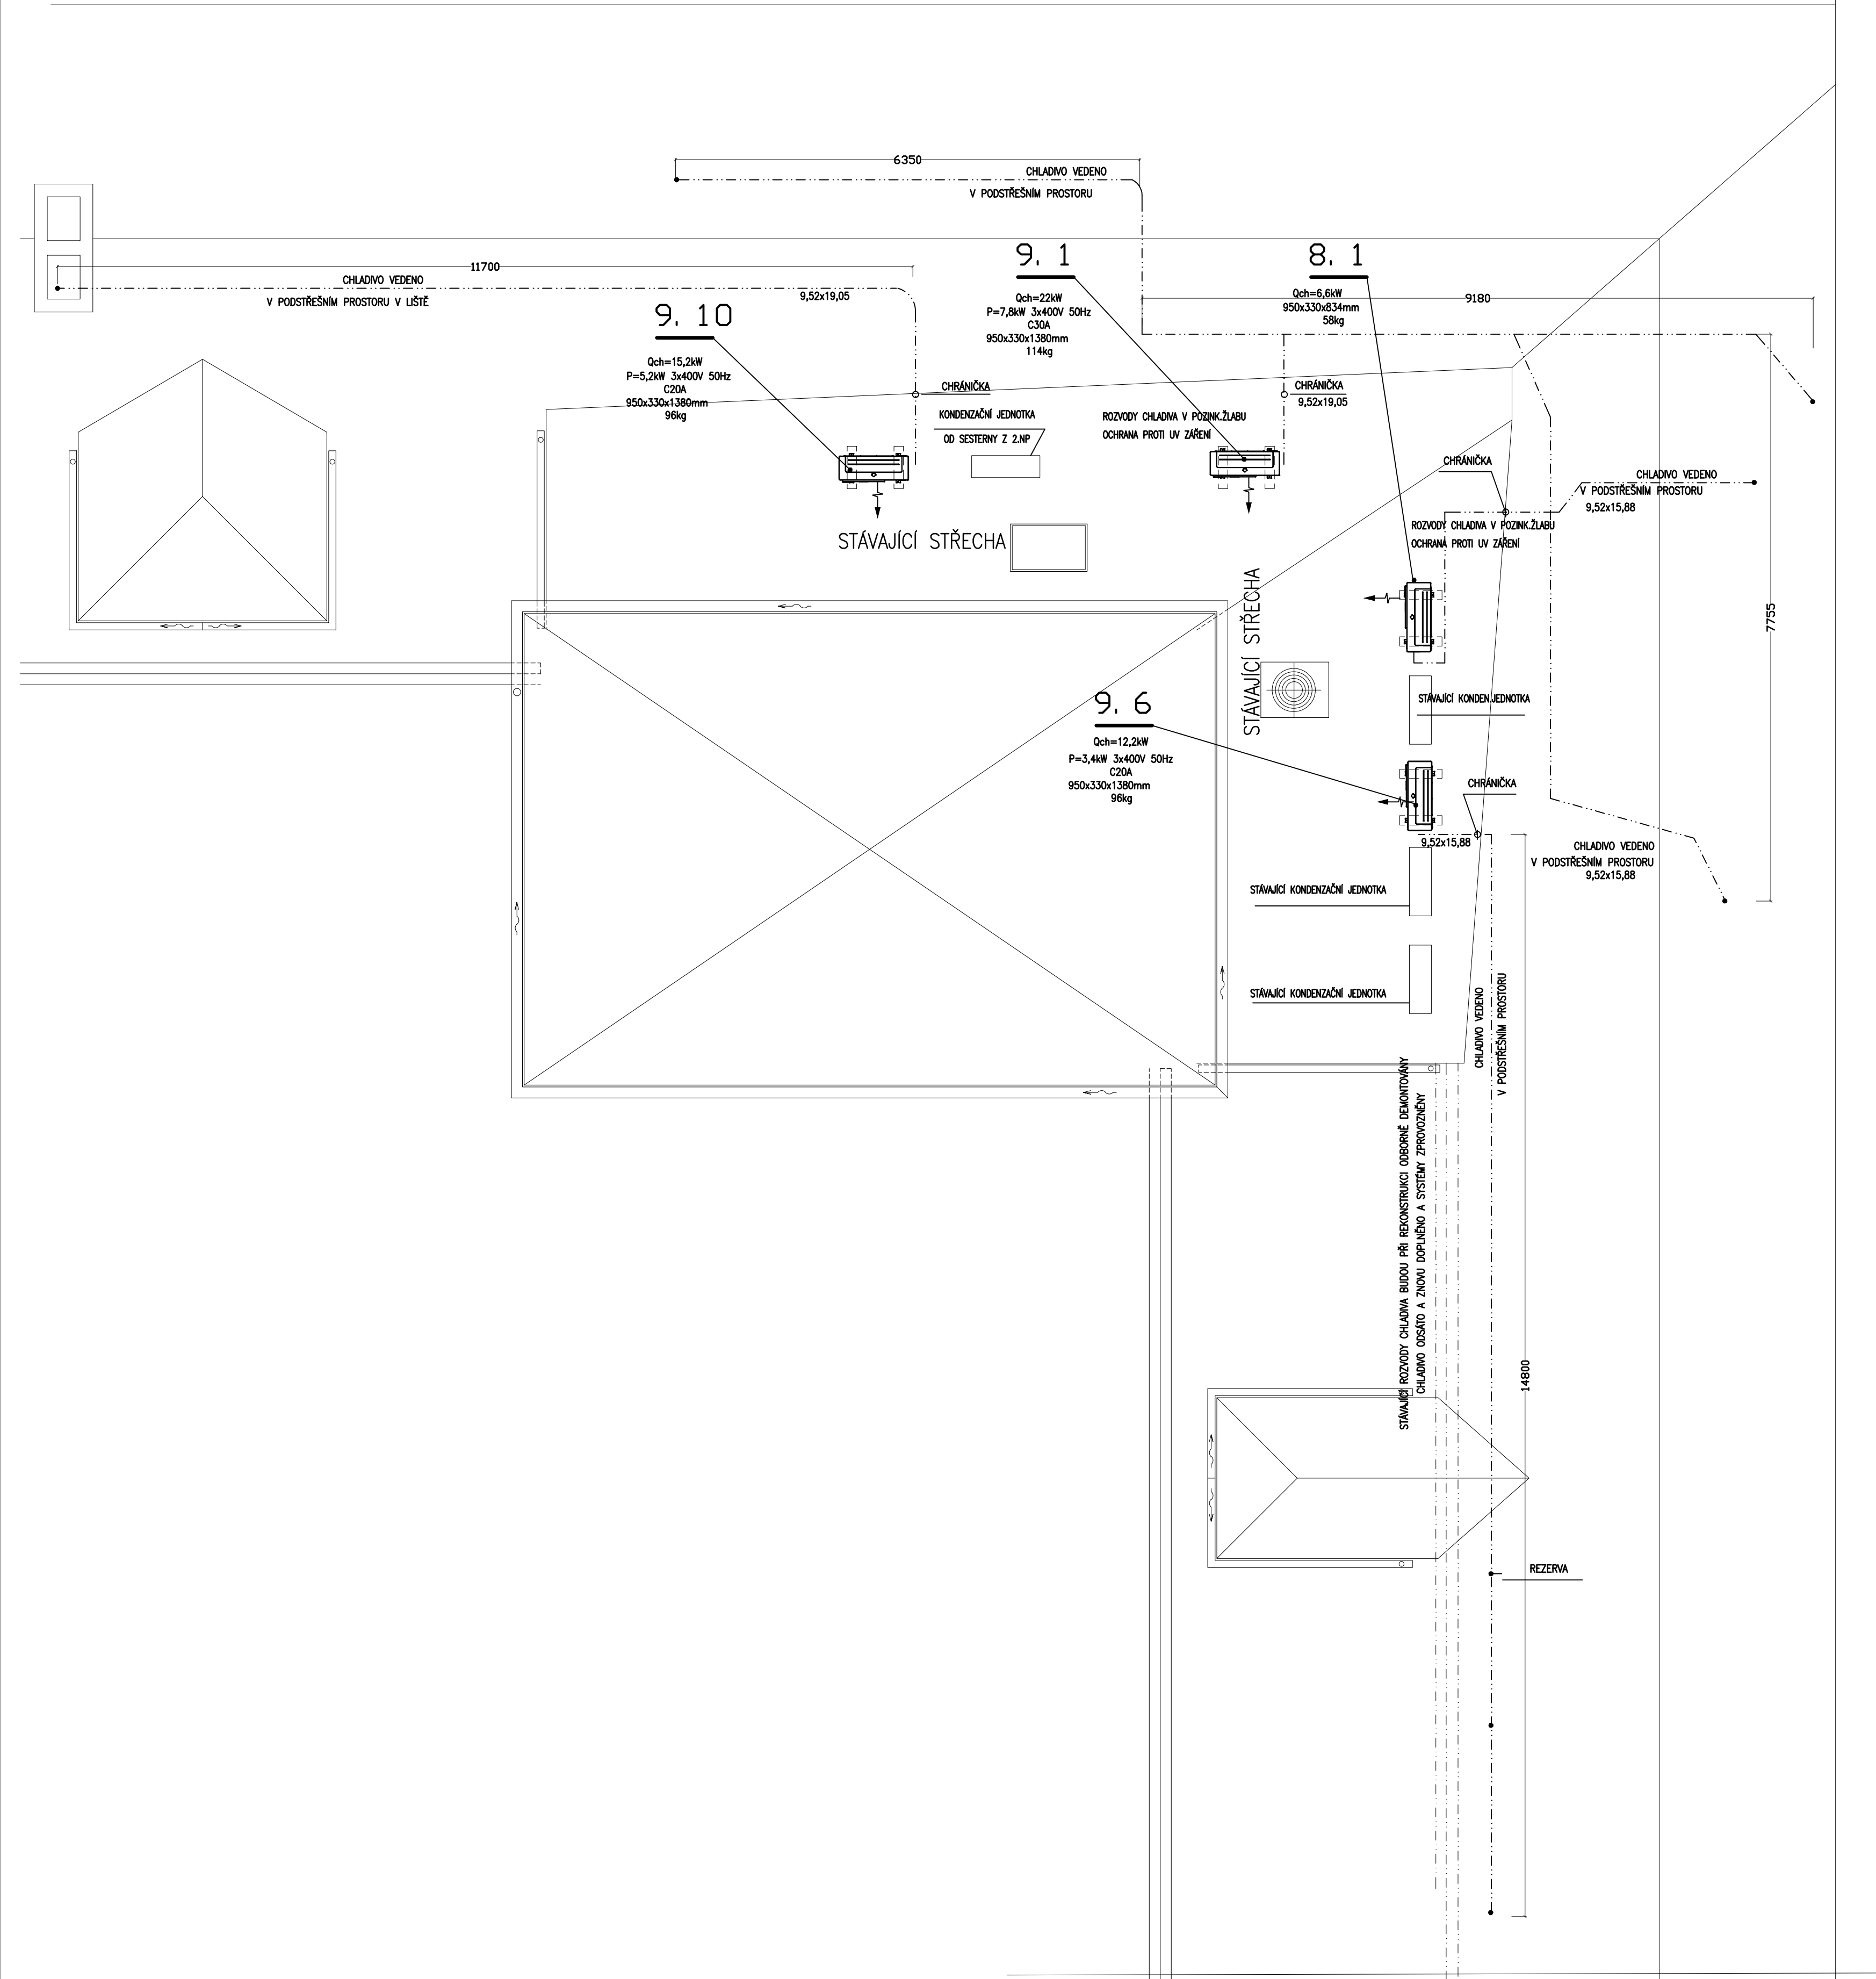 6350
CHLADIVO VEDENO
V PODSTŘEŠNÍM PROSTORU
11700
CHLADIVO VEDENO
V PODSTŘEŠNÍM PROSTORU V LIŠTĚ
9,52x19,05
9. 10
Qch=15,2kW
P=5,2kW 3x400V 50Hz
C20A
950x330x1380mm
96kg
9. 1
Qch=22kW
P=7,8kW 3x400V 50Hz
C30A
950x330x1380mm
114kg
8. 1
Qch=6,6kW
950x330x834mm
58kg
9180
CHRÁNIČKA
KONDENZAČNÍ JEDNOTKA
OD SESTERNY Z 2.NP
CHRÁNIČKA
9,52x19,05
ROZVODY CHLADIVA V POZINK.ŽLABU
OCHRANA PROTI UV ZÁŘENÍ
CHRÁNIČKA
CHLADIVO VEDENO
V PODSTŘEŠNÍM PROSTORU
9,52x15,88
ROZVODY CHLADIVA V POZINK.ŽLABU
OCHRANA PROTI UV ZÁŘENÍ
STÁVAJÍCÍ STŘECHA
STÁVAJÍCÍ STŘECHA
7755
STÁVAJÍCÍ KONDEN.JEDNOTKA
9. 6
Qch=12,2kW
P=3,4kW 3x400V 50Hz
C20A
950x330x1380mm
96kg
CHRÁNIČKA
9,52x15,88
CHLADIVO VEDENO
V PODSTŘEŠNÍM PROSTORU
9,52x15,88
STÁVAJÍCÍ KONDENZAČNÍ JEDNOTKA
STÁVAJÍCÍ KONDENZAČNÍ JEDNOTKA
CHLADIVO VEDENO
V PODSTŘEŠNÍM PROSTORU
STÁVAJÍCÍ ROZVODY CHLADIVA BUDOU PŘI REKONSTRUKCI ODBORNĚ DEMONTOVÁNY
CHLADIVO ODSÁTO A ZNOVU DOPLNĚNO A SYSTÉMY ZPROVOZNĚNY
14800
REZERVA